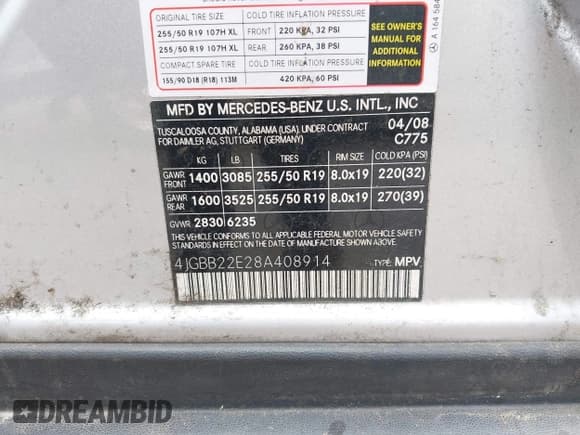 ORIGINAL TIRE SIZE COLD TIRE INFLATION PRESSURE
255/50 R19 107H XL FRONT 220 KPA, 32 PSI
255/50 R19 107H XL REAR 260 KPA, 38 PSI
COMPACT SPARE TIRE COLD TIRE INFLATION PRESSURE
155/90 D18 (R18) 113M 420 KPA, 60 PSI
SEE OWNER'S
MANUAL FOR
ADDITIONAL
INFORMATION
A 164 584
MFD BY MERCEDES-BENZ U.S. INTL., INC
TUSCALOOSA COUNTY, ALABAMA (USA), UNDER CONTRACT 04/08
FOR DAIMLER AG, STUTTGART (GERMANY) C775
KG LB TIRES RIM SIZE COLD KPA (PSI)
GAWR FRONT 1400 3085 255/50 R19 8.0x19 220(32)
GAWR REAR 1600 3525 255/50 R19 8.0x19 270(39)
GVWR 2830 6235
THIS VEHICLE CONFORMS TO ALL APPLICABLE FEDERAL MOTOR VEHICLE
SAFETY STANDARDS IN EFFECT ON THE DATE OF MANUFACTURE SHOWN ABOVE.
4JGBB22E28A408914 TYPE: MPV
DREAMBID